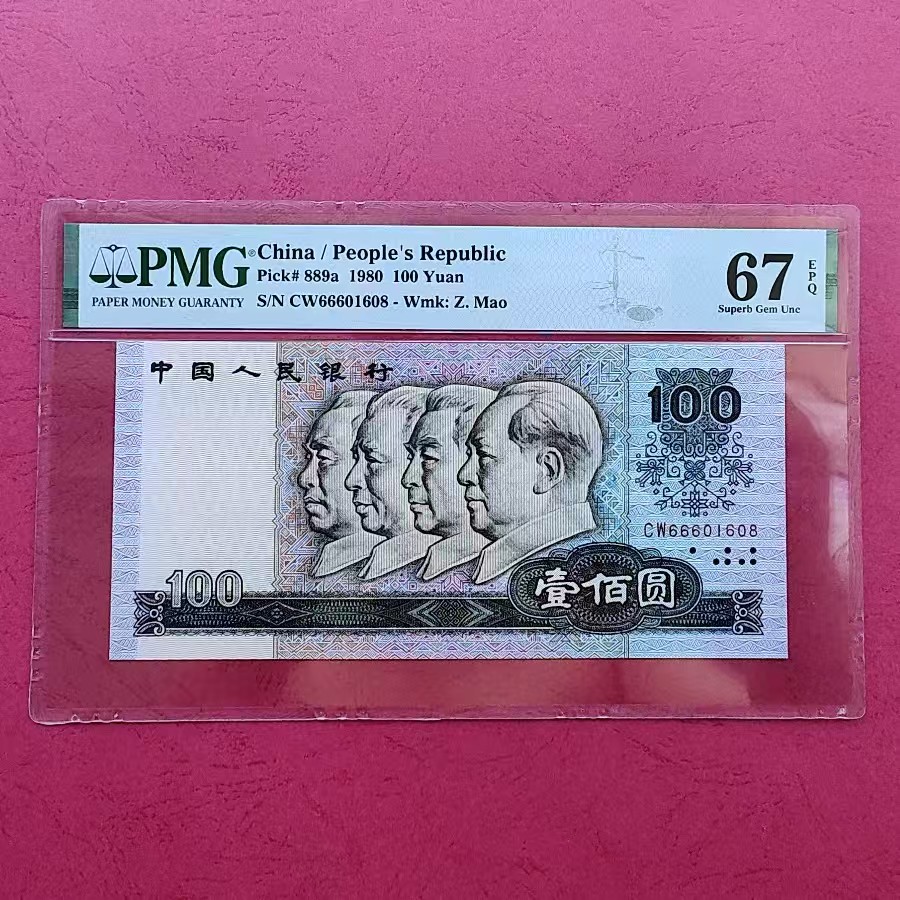 PMG®
PAPER MONEY GUARANTY
China / People's Republic
Pick# 889a 1980 100 Yuan
S/N CW66601608 - Wmk: Z. Mao
67
EPQ
Superb Gem Unc
中国人民银行
100
CW66601608
100
壹佰圆